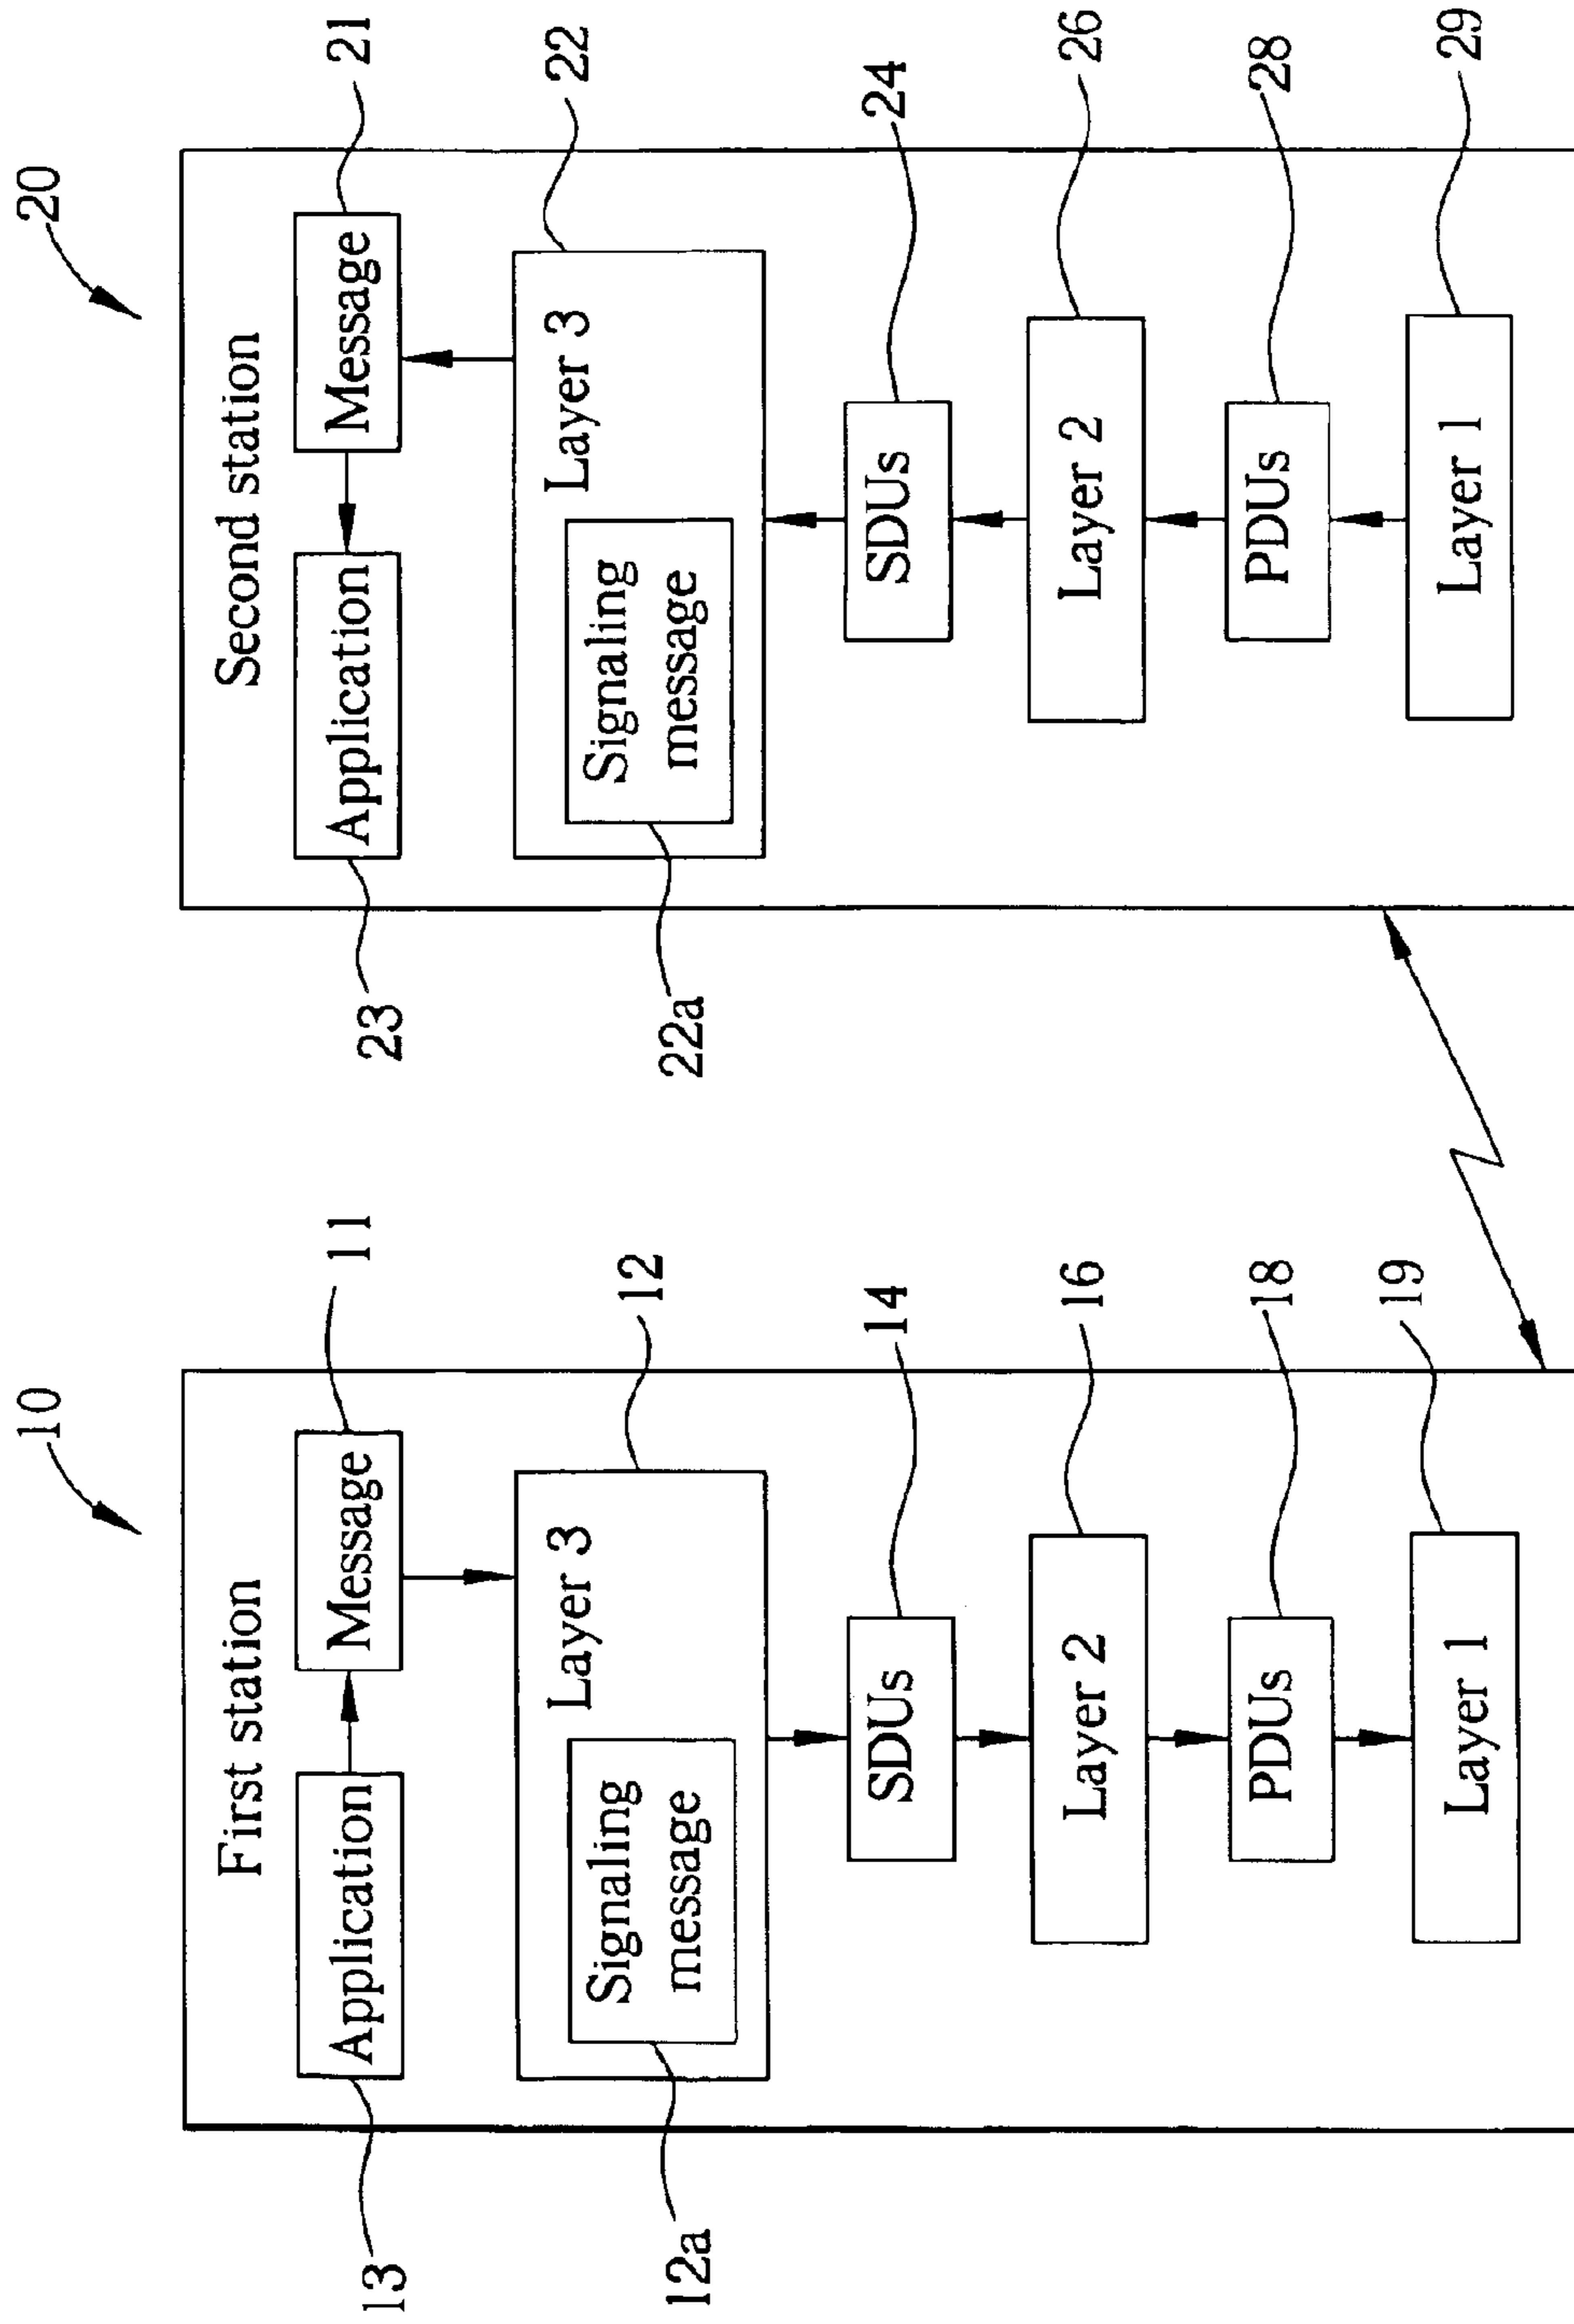 10
First station
Application
Message
13
11
Layer 3
12
Signaling
message
12a
SDUs
14
Layer 2
16
PDUs
18
Layer 1
19
20
Second station
Application
Message
23
21
Layer 3
22
Signaling
message
22a
SDUs
24
Layer 2
26
PDUs
28
Layer 1
29